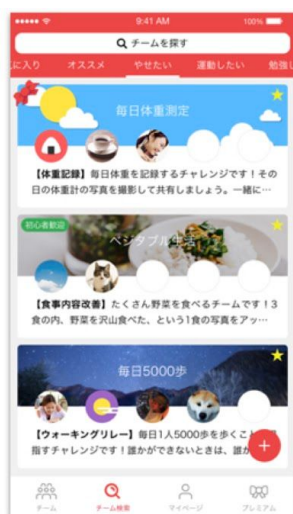 9:41 AM
100%
チームを探す
に入り オススメ やせたい 運動したい 勉強し
毎日体重測定
【体重記録】毎日体重を記録するチャレンジです！その
日の体重計の写真を撮影して共有しましょう。一緒に…
初心者歓迎
ベジタブル生活
【食事内容改善】たくさん野菜を食べるチームです！3
食の内、野菜を沢山食べた、という1食の写真をアッ…
毎日5000歩
【ウォーキングリレー】毎日1人5000歩を歩くこと
指すチャレンジです！誰かができないときは、誰か
チーム チーム検索 マイページ プレミアム